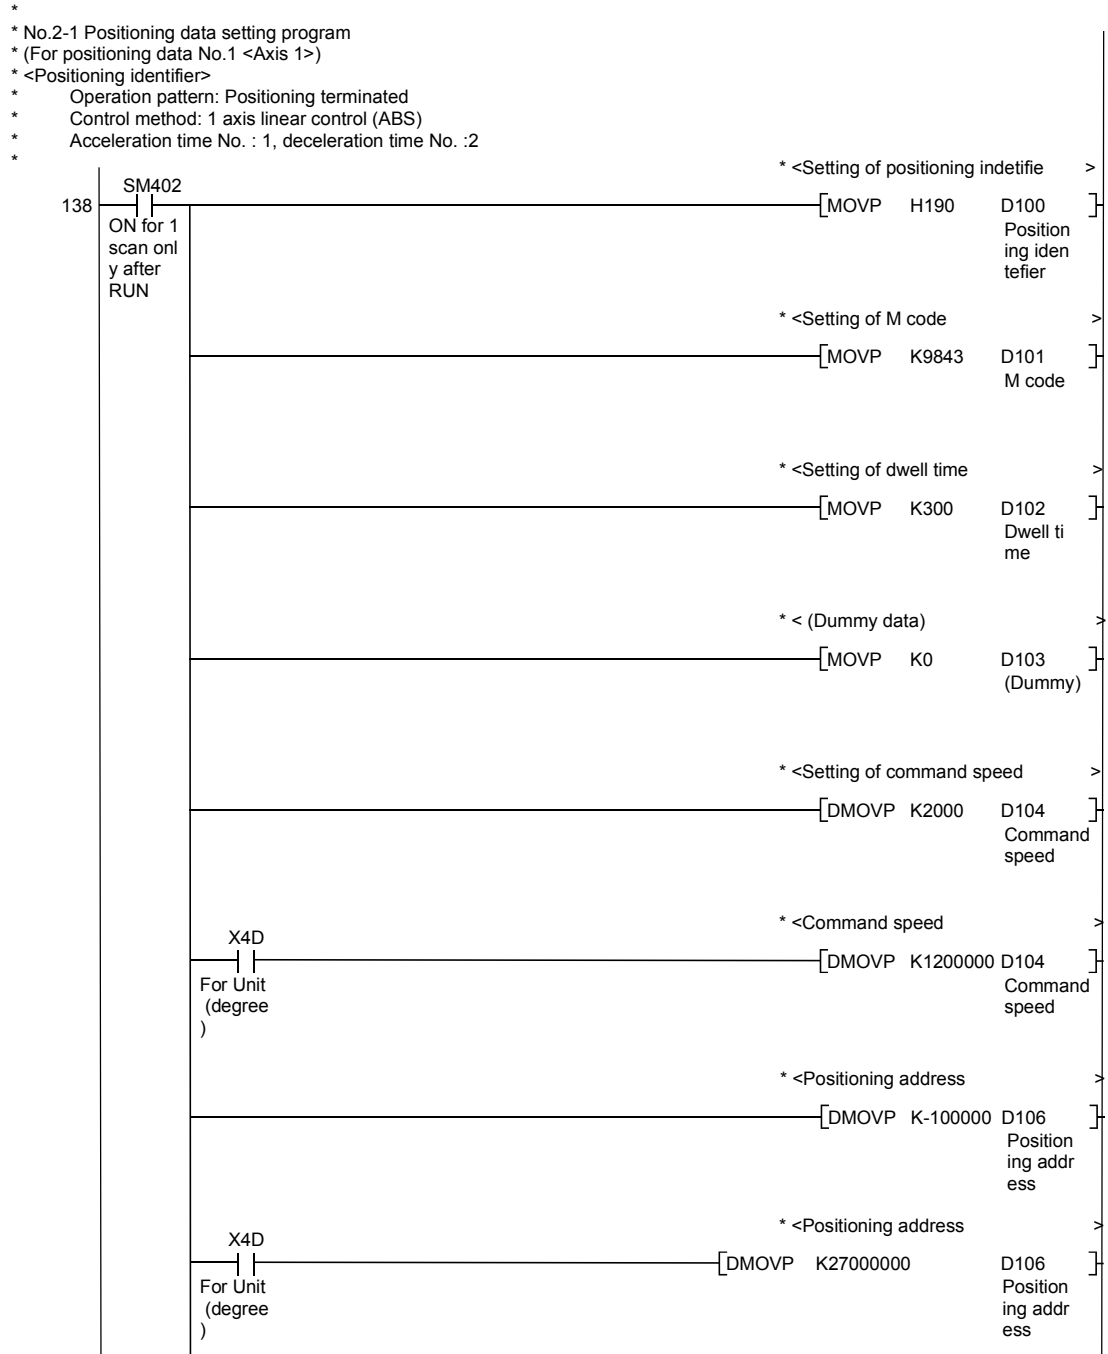 *
* No.2-1 Positioning data setting program
* (For positioning data No.1 <Axis 1>)
* <Positioning identifier>
* Operation pattern: Positioning terminated
* Control method: 1 axis linear control (ABS)
* Acceleration time No. : 1, deceleration time No. :2
*
* <Setting of positioning indetifie >
SM402
138 [MOVP H190 D100 ]
ON for 1
scan onl
y after
RUN
Position
ing iden
tefier
* <Setting of M code >
[MOVP K9843 D101 ]
M code
* <Setting of dwell time >
[MOVP K300 D102 ]
Dwell ti
me
* < (Dummy data) >
[MOVP K0 D103 ]
(Dummy)
* <Setting of command speed >
[DMOVP K2000 D104 ]
Command
speed
* <Command speed >
X4D
[DMOVP K1200000 D104 ]
For Unit
(degree
)
Command
speed
* <Positioning address >
[DMOVP K-100000 D106 ]
Position
ing addr
ess
* <Positioning address >
X4D
[DMOVP K27000000 D106 ]
For Unit
(degree
)
Position
ing addr
ess